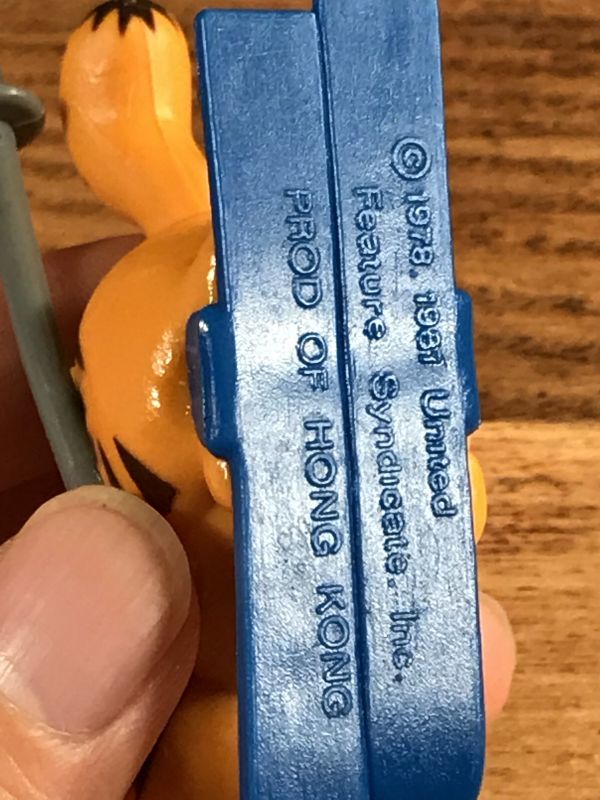 © 1978, 1981 United
Feature Syndicate, Inc.
PROD OF HONG KONG